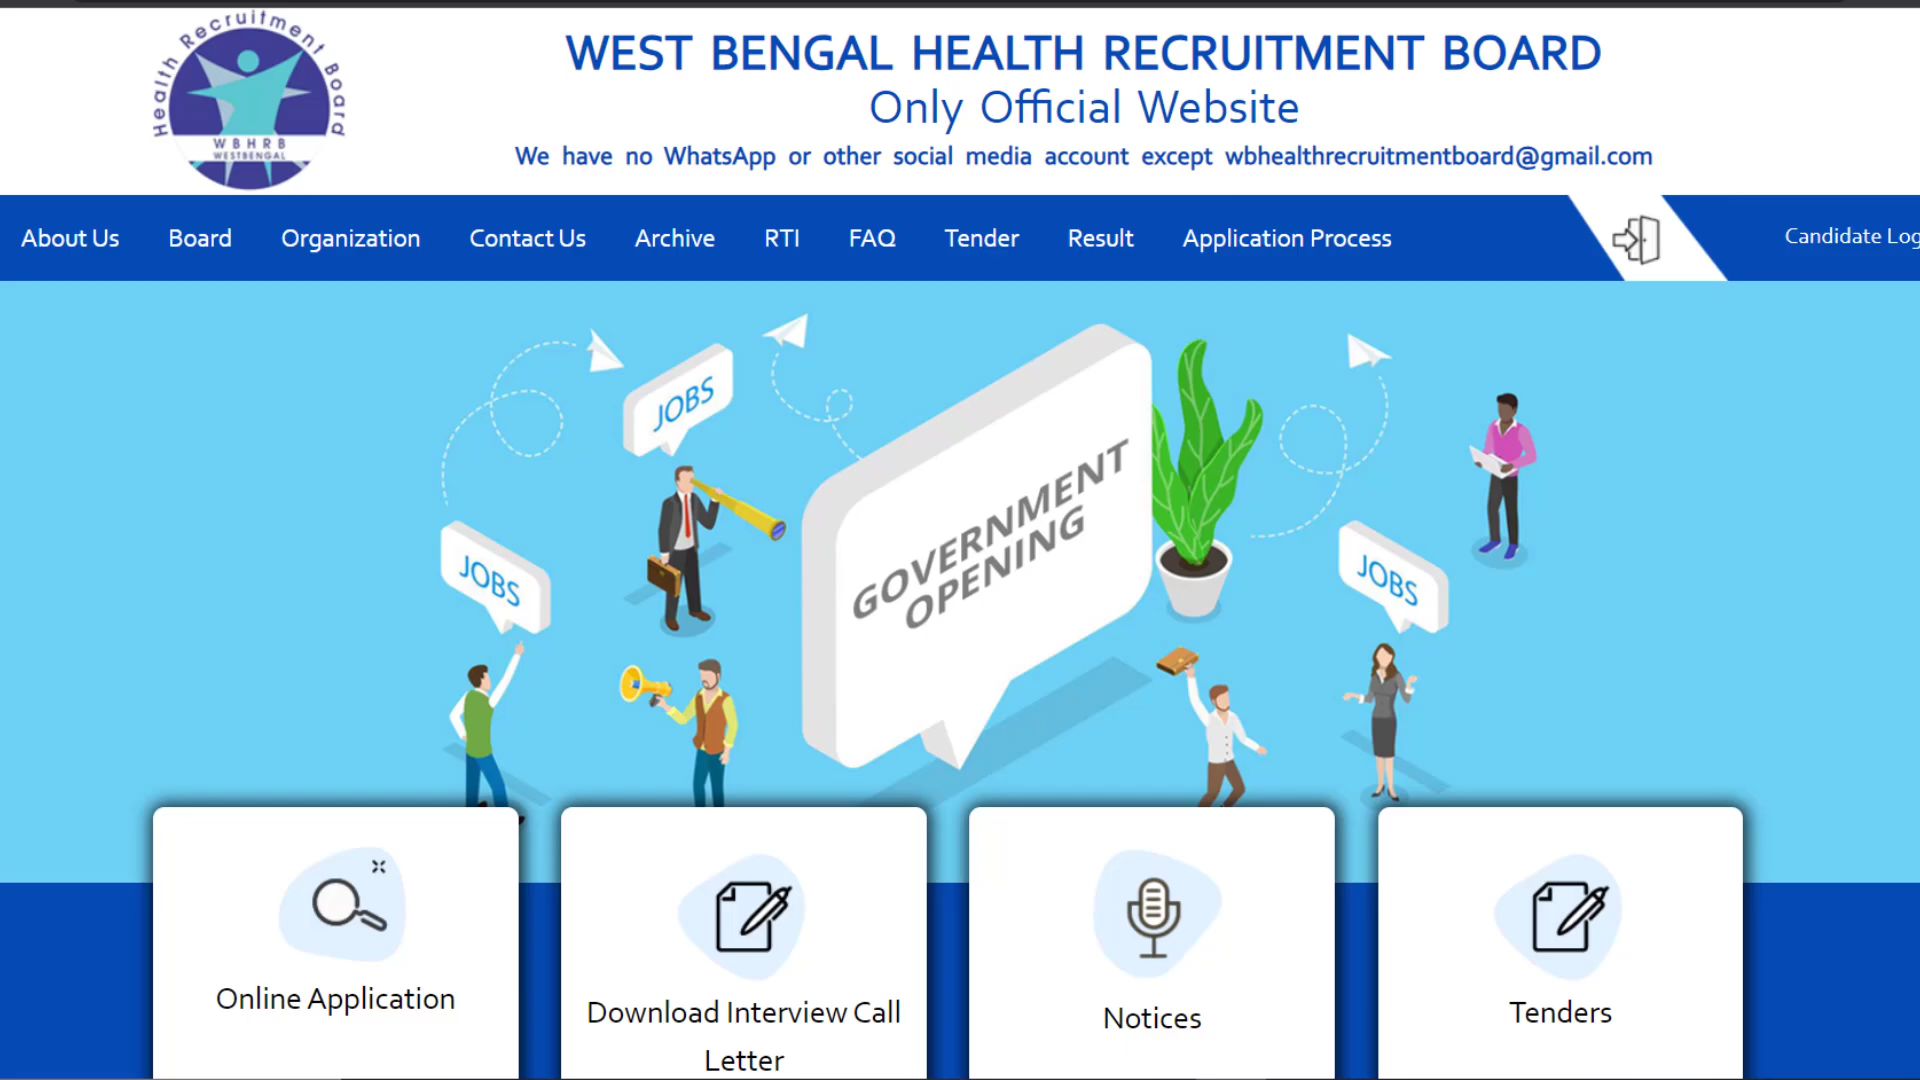 Health Recruitment Board
WBHRB
WESTBENGAL
WEST BENGAL HEALTH RECRUITMENT BOARD
Only Official Website
We have no WhatsApp or other social media account except wbhealthrecruitmentboard@gmail.com
About Us Board Organization Contact Us Archive RTI FAQ Tender Result Application Process Candidate Log
JOBS
GOVERNMENT
OPENING
JOBS
JOBS
Online Application
Download Interview Call
Letter
Notices
Tenders